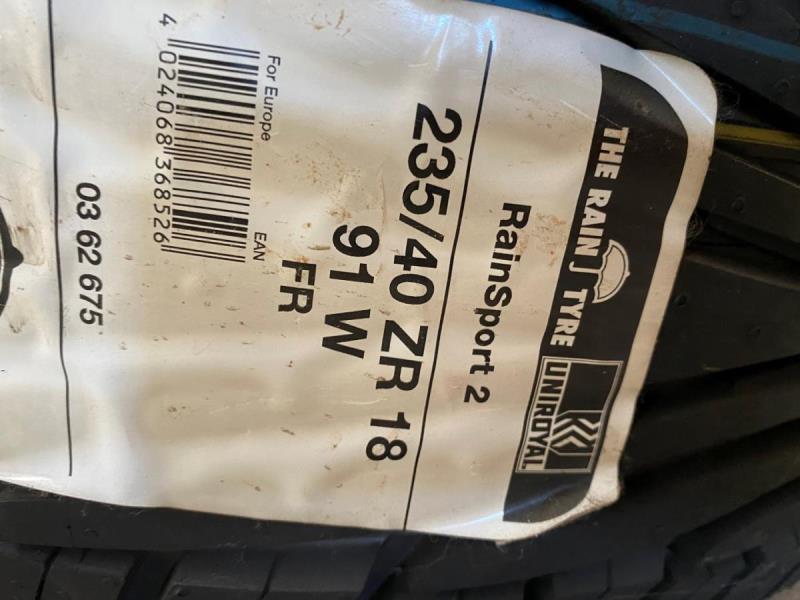 THE RAIN TYRE
UNIROYAL
RainSport 2
235/40 ZR 18
91 W
FR
For Europe
EAN
4 024068 368526
03 62 675